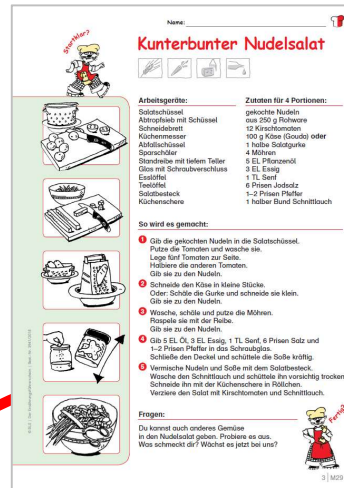 Name:
Startklar?
Kunterbunter Nudelsalat
Arbeitsgeräte:
Salatschüssel
Abtropfsieb mit Schüssel
Schneidebrett
Küchenmesser
Abfallschüssel
Sparschäler
Standreibe mit tiefem Teller
Glas mit Schraubverschluss
Esslöffel
Teelöffel
Salatbesteck
Küchenschere
Zutaten für 4 Portionen:
gekochte Nudeln
aus 250 g Rohware
12 Kirschtomaten
100 g Käse (Gouda) oder
1 halbe Salatgurke
4 Möhren
5 EL Pflanzenöl
3 EL Essig
1 TL Senf
6 Prisen Jodsalz
1–2 Prisen Pfeffer
1 halber Bund Schnittlauch
So wird es gemacht:
1 Gib die gekochten Nudeln in die Salatschüssel.
Putze die Tomaten und wasche sie.
Lege fünf Tomaten zur Seite.
Halbiere die anderen Tomaten.
Gib sie zu den Nudeln.
2 Schneide den Käse in kleine Stücke.
Oder: Schäle die Gurke und schneide sie klein.
Gib sie zu den Nudeln.
3 Wasche, schäle und putze die Möhren.
Raspele sie mit der Reibe.
Gib sie zu den Nudeln.
4 Gib 5 EL Öl, 3 EL Essig, 1 TL Senf, 6 Prisen Salz und
1–2 Prisen Pfeffer in das Schraubglas.
Schließe den Deckel und schüttele die Soße kräftig.
5 Vermische Nudeln und Soße mit dem Salatbesteck.
Wasche den Schnittlauch und schüttele ihn vorsichtig trocken.
Schneide ihn mit der Küchenschere in Röllchen.
Verziere den Salat mit Kirschtomaten und Schnittlauch.
Fragen:
Du kannst auch anderes Gemüse
in den Nudelsalat geben. Probiere es aus.
Was schmeckt dir? Wächst es jetzt bei uns?
Fertig?
3 | M29